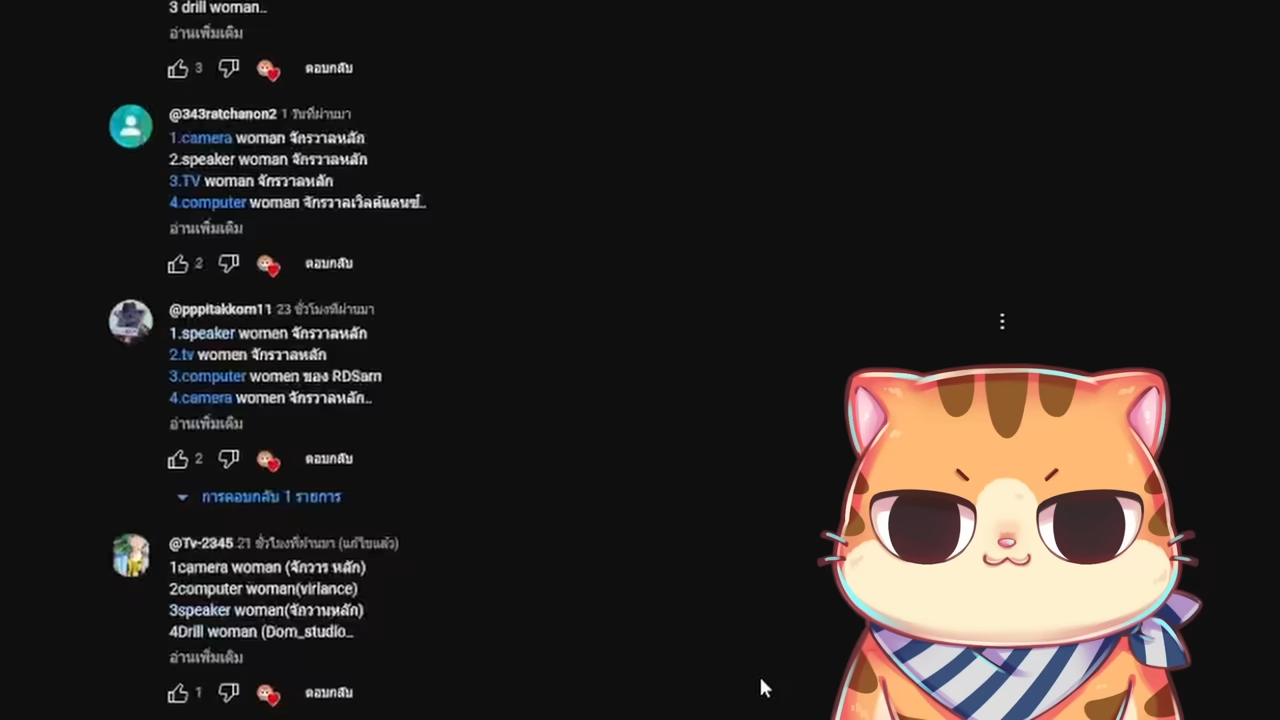 3 drill woman..
อ่านเพิ่มเติม
3
ตอบกลับ
@343ratchanon2 1 วันที่ผ่านมา
1.camera woman จักรวาลหลัก
2.speaker woman จักรวาลหลัก
3.TV woman จักรวาลหลัก
4.computer woman จักรวาลเวิลด์แดนซ์..
อ่านเพิ่มเติม
2
ตอบกลับ
@pppitakkom11 23 ชั่วโมงที่ผ่านมา
1.speaker women จักรวาลหลัก
2.tv women จักรวาลหลัก
3.computer women ของ RDSam
4.camera women จักรวาลหลัก..
อ่านเพิ่มเติม
2
ตอบกลับ
การตอบกลับ 1 รายการ
@Tv-2345 21 ชั่วโมงที่ผ่านมา (แก้ไขแล้ว)
1camera woman (จักวาร หลัก)
2computer woman(virlance)
3speaker woman(จักวานหลัก)
4Drill woman (Dom_studio..
อ่านเพิ่มเติม
1
ตอบกลับ